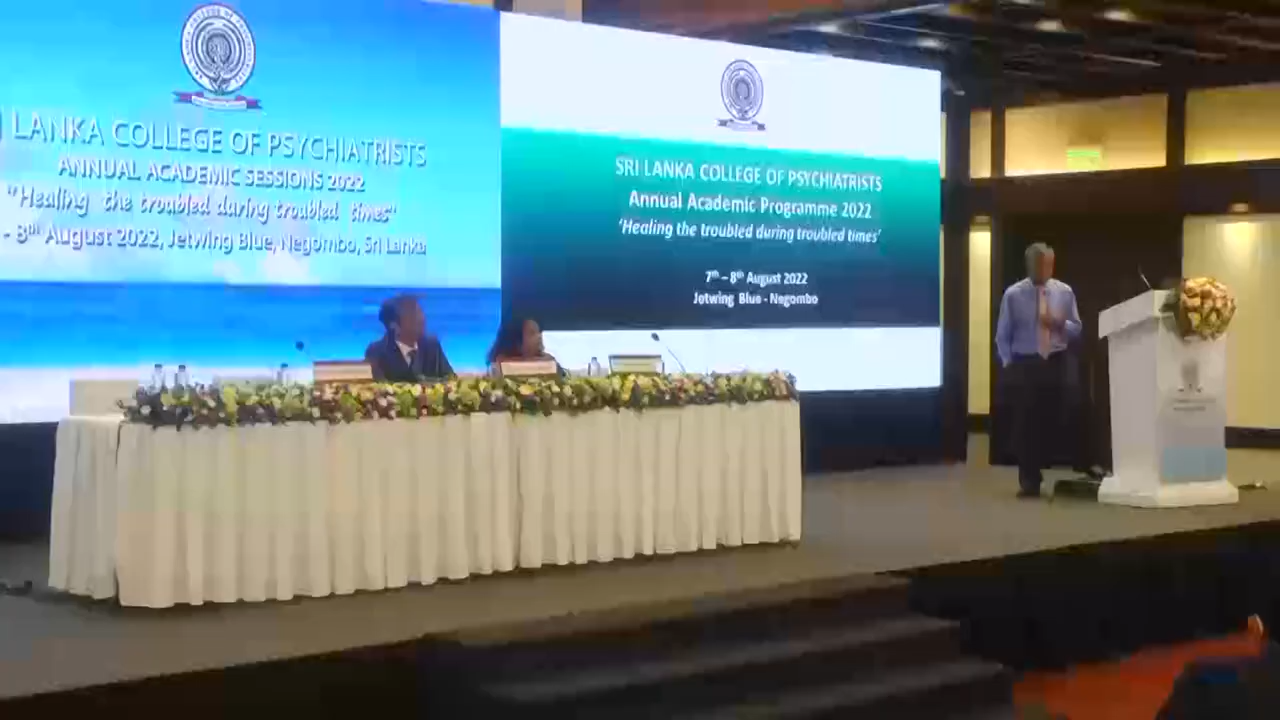 LANKA COLLEGE OF PSYCHIATRISTS
ANNUAL ACADEMIC SESSIONS 2022
"Healing the troubled during troubled times"
- 8th August 2022, Jetwing Blue, Negombo, Sri Lanka
SRI LANKA COLLEGE OF PSYCHIATRISTS
Annual Academic Programme 2022
'Healing the troubled during troubled times'
7th – 8th August 2022
Jetwing Blue - Negombo